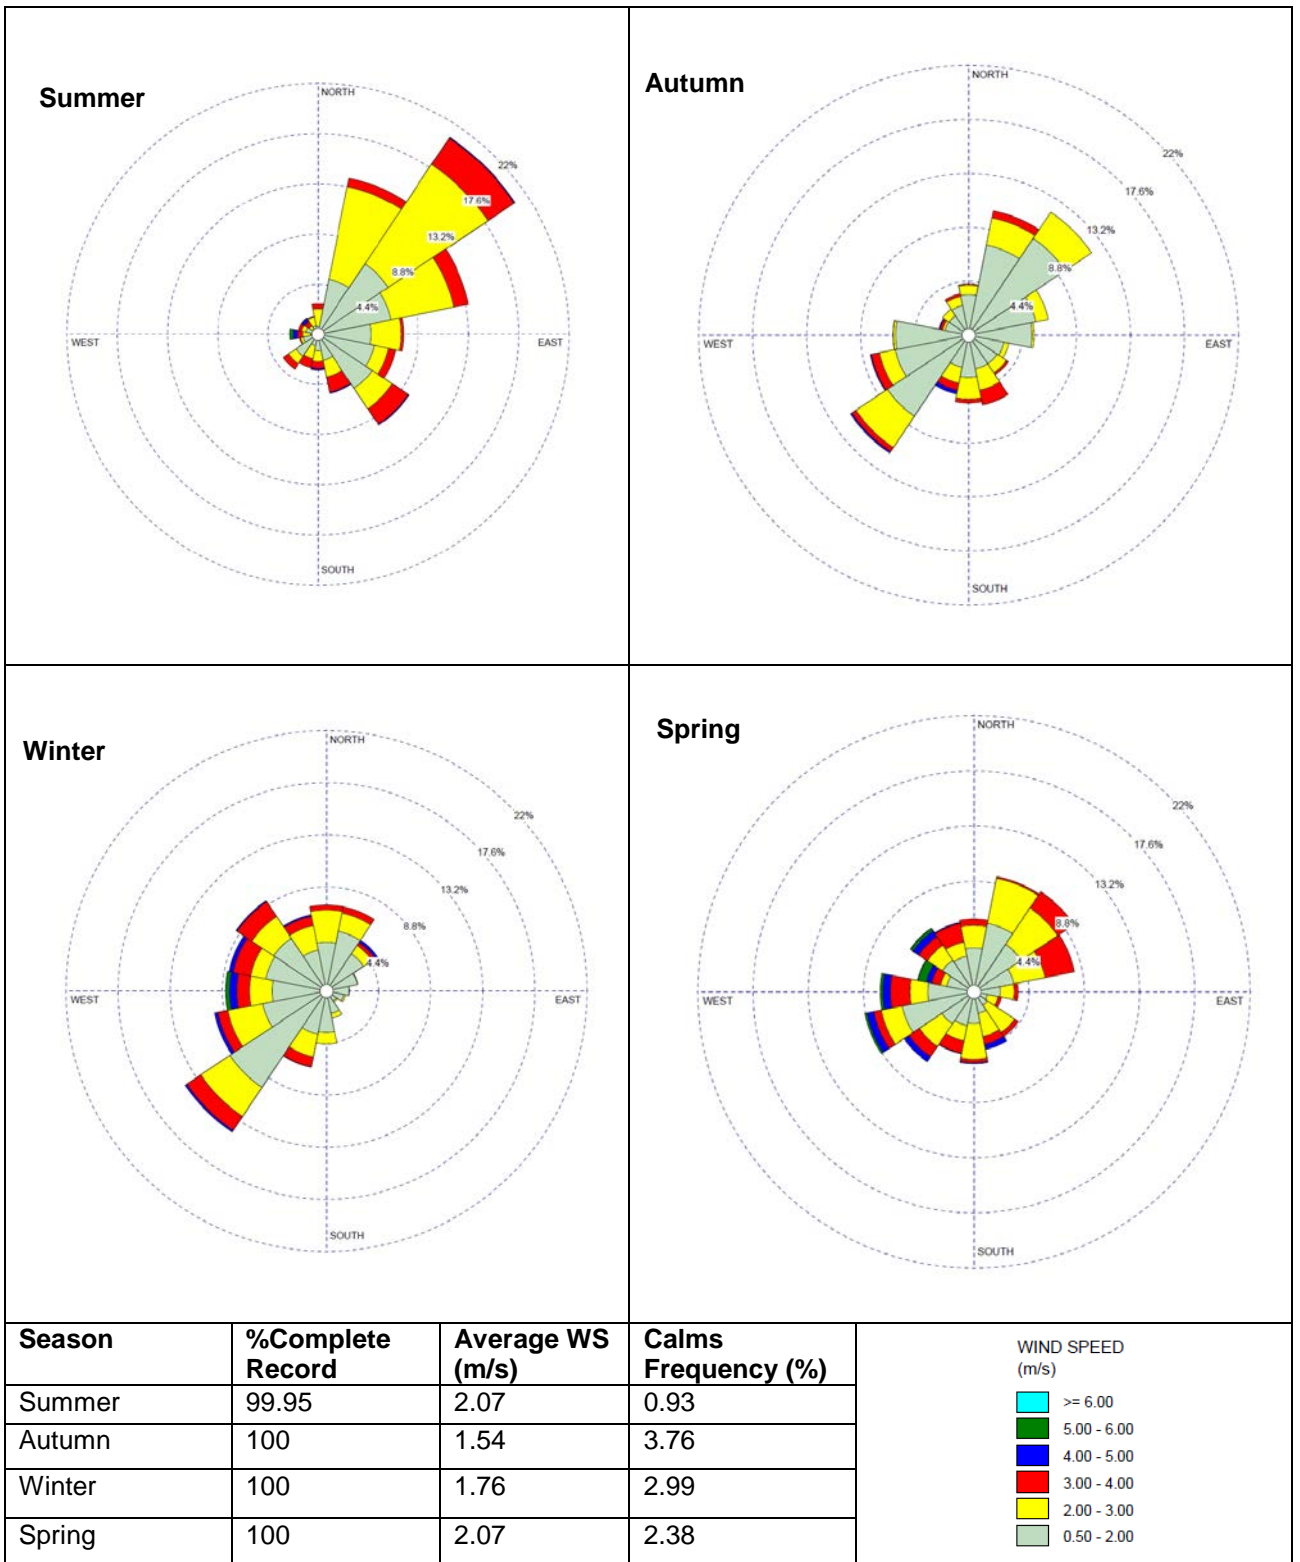 Summer
NORTH
22%
17.6%
13.2%
8.8%
4.4%
WEST
EAST
SOUTH
Autumn
NORTH
22%
17.6%
13.2%
8.8%
4.4%
WEST
EAST
SOUTH
Winter
NORTH
22%
17.6%
13.2%
8.8%
4.4%
WEST
EAST
SOUTH
Spring
NORTH
22%
17.6%
13.2%
8.8%
4.4%
WEST
EAST
SOUTH
Season %Complete Record Average WS (m/s) Calms Frequency (%)
Summer 99.95 2.07 0.93
Autumn 100 1.54 3.76
Winter 100 1.76 2.99
Spring 100 2.07 2.38
WIND SPEED
(m/s)
>= 6.00
5.00 - 6.00
4.00 - 5.00
3.00 - 4.00
2.00 - 3.00
0.50 - 2.00